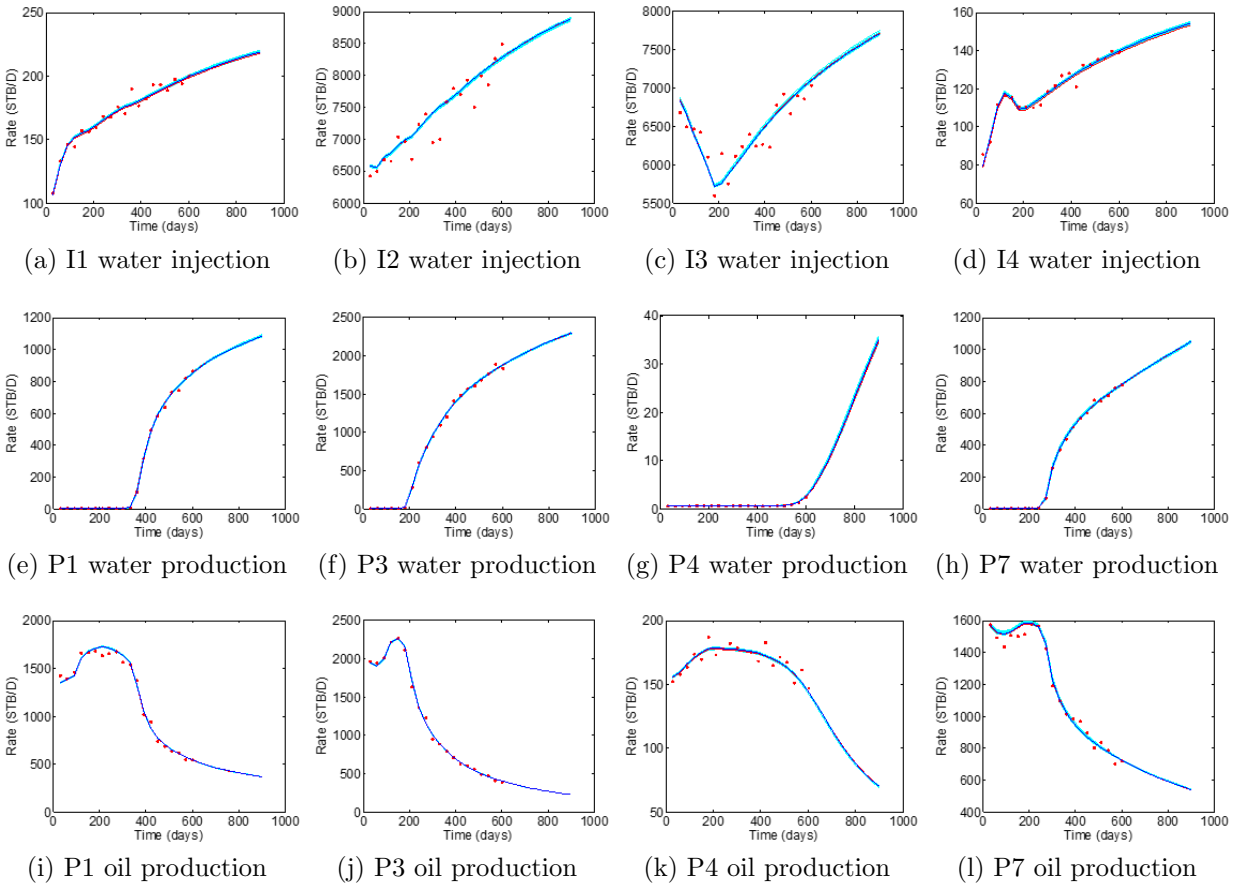 250
200
150
100
0 200 400 600 800 1000
Rate (STB/D)
Time (days)
(a) I1 water injection
9000
8500
8000
7500
7000
6500
6000
0 200 400 600 800 1000
Rate (STB/D)
Time (days)
(b) I2 water injection
8000
7500
7000
6500
6000
5500
0 200 400 600 800 1000
Rate (STB/D)
Time (days)
(c) I3 water injection
160
140
120
100
80
60
0 200 400 600 800 1000
Rate (STB/D)
Time (days)
(d) I4 water injection
1200
1000
800
600
400
200
0
0 200 400 600 800 1000
Rate (STB/D)
Time (days)
(e) P1 water production
2500
2000
1500
1000
500
0
0 200 400 600 800 1000
Rate (STB/D)
Time (days)
(f) P3 water production
40
30
20
10
0
0 200 400 600 800 1000
Rate (STB/D)
Time (days)
(g) P4 water production
1200
1000
800
600
400
200
0
0 200 400 600 800 1000
Rate (STB/D)
Time (days)
(h) P7 water production
2000
1500
1000
500
0
0 200 400 600 800 1000
Rate (STB/D)
Time (days)
(i) P1 oil production
2500
2000
1500
1000
500
0
0 200 400 600 800 1000
Rate (STB/D)
Time (days)
(j) P3 oil production
200
150
100
50
0 200 400 600 800 1000
Rate (STB/D)
Time (days)
(k) P4 oil production
1600
1400
1200
1000
800
600
400
0 200 400 600 800 1000
Rate (STB/D)
Time (days)
(l) P7 oil production